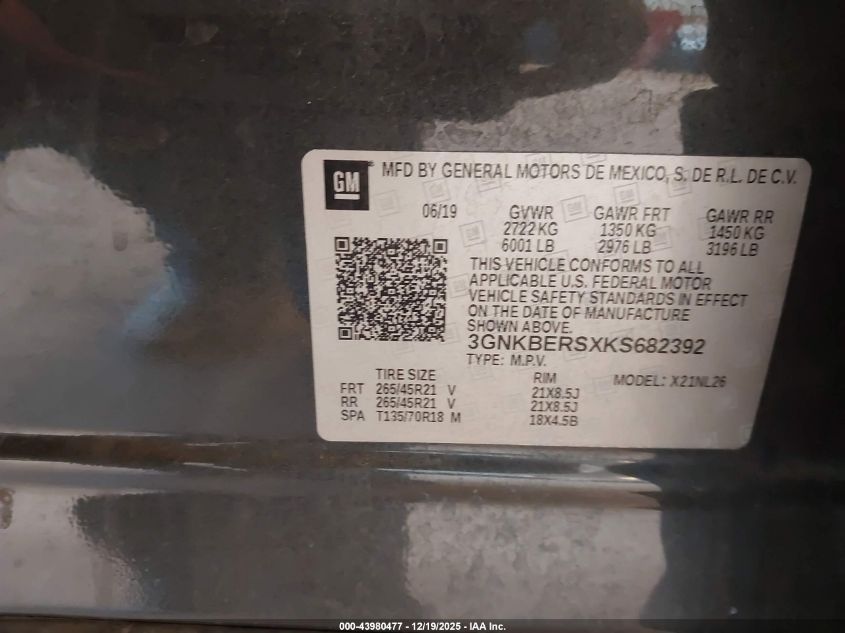 GM
MFD BY GENERAL MOTORS DE MEXICO, S. DE R.L. DE C.V.
06/19 GVWR GAWR FRT GAWR RR
2722 KG 1350 KG 1450 KG
6001 LB 2976 LB 3196 LB
THIS VEHICLE CONFORMS TO ALL
APPLICABLE U.S. FEDERAL MOTOR
VEHICLE SAFETY STANDARDS IN EFFECT
ON THE DATE OF MANUFACTURE
SHOWN ABOVE.
3GNKBERSXKS682392
TYPE: M.P.V.
TIRE SIZE RIM MODEL: X21NL26
FRT 265/45R21 V 21X8.5J
RR 265/45R21 V 21X8.5J
SPA T135/70R18 M 18X4.5B
000-43980477 - 12/19/2025 - IAA Inc.